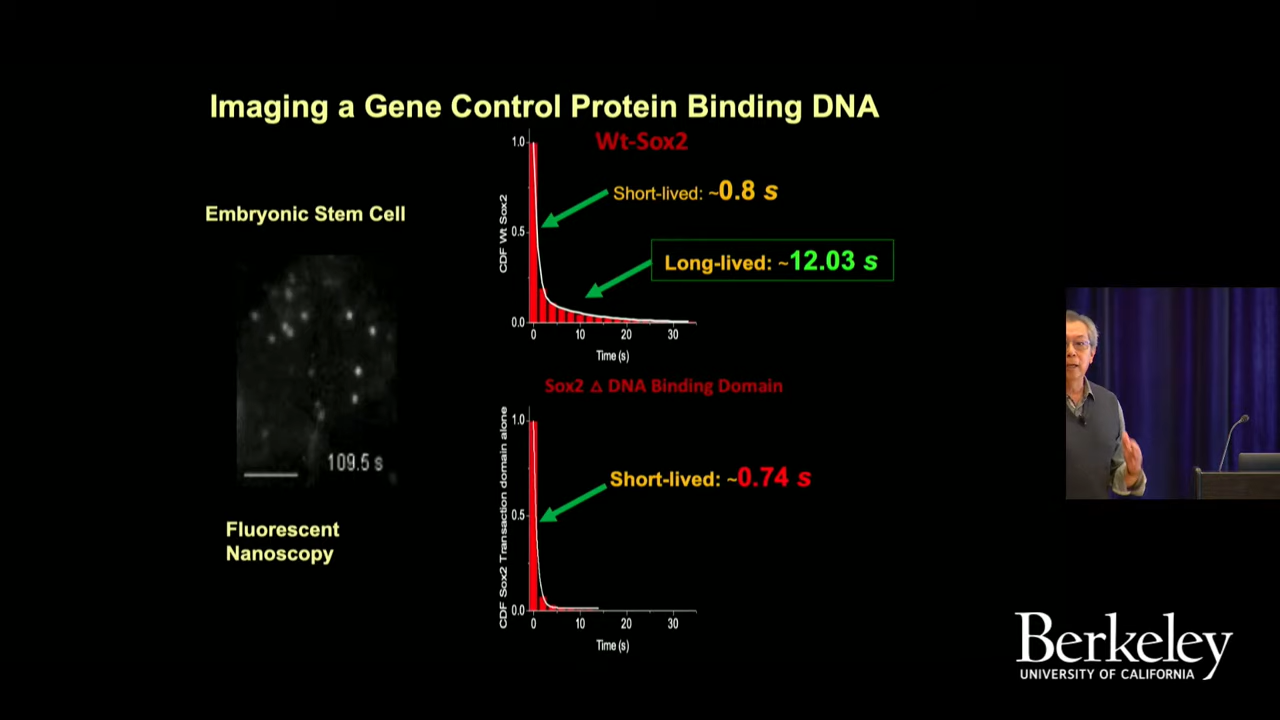 Imaging a Gene Control Protein Binding DNA
Wt-Sox2
Embryonic Stem Cell
109.5 s
Fluorescent
Nanoscopy
CDF Wt Sox2
1.0
0.5
0.0
Short-lived: ~0.8 s
Long-lived: ~12.03 s
0 10 20 30
Time (s)
Sox2 Δ DNA Binding Domain
CDF Sox2 Transaction domain alone
1.0
0.5
0.0
Short-lived: ~0.74 s
0 10 20 30
Time (s)
Berkeley
UNIVERSITY OF CALIFORNIA